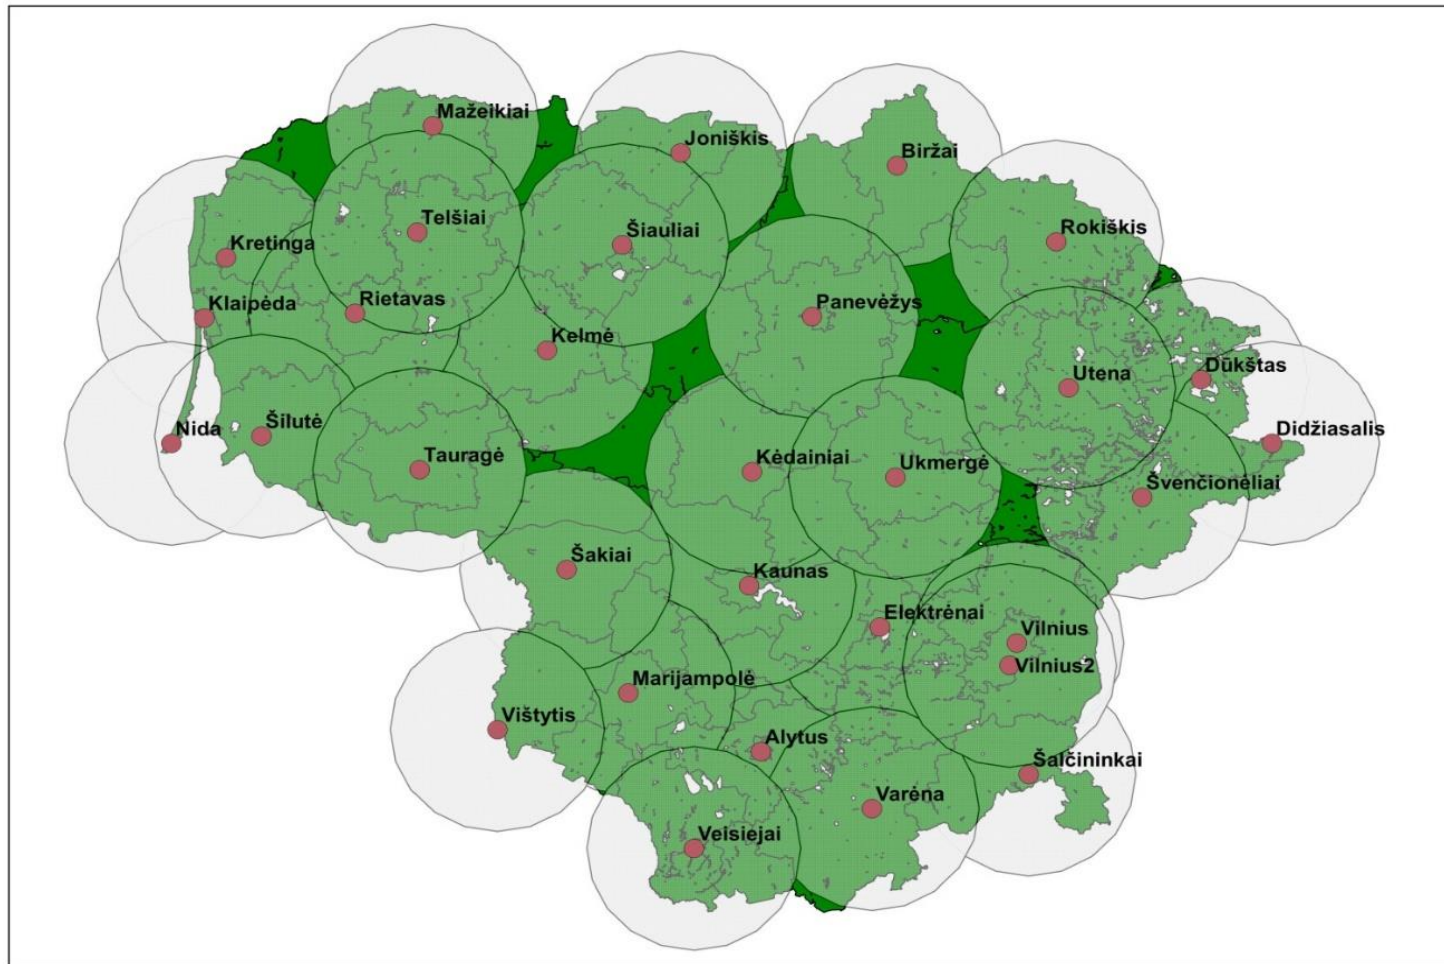 Mažeikiai
Joniškis
Biržai
Telšiai
Šiauliai
Rokiškis
Kretinga
Klaipėda
Rietavas
Panevėžys
Kelmė
Utena
Dūkštas
Nida
Šilutė
Tauragė
Kėdainiai
Ukmergė
Didžiasalis
Švenčionėliai
Šakiai
Kaunas
Elektrėnai
Vilnius
Vilnius2
Marijampolė
Vištytis
Alytus
Šalčininkai
Varėna
Veisiejai